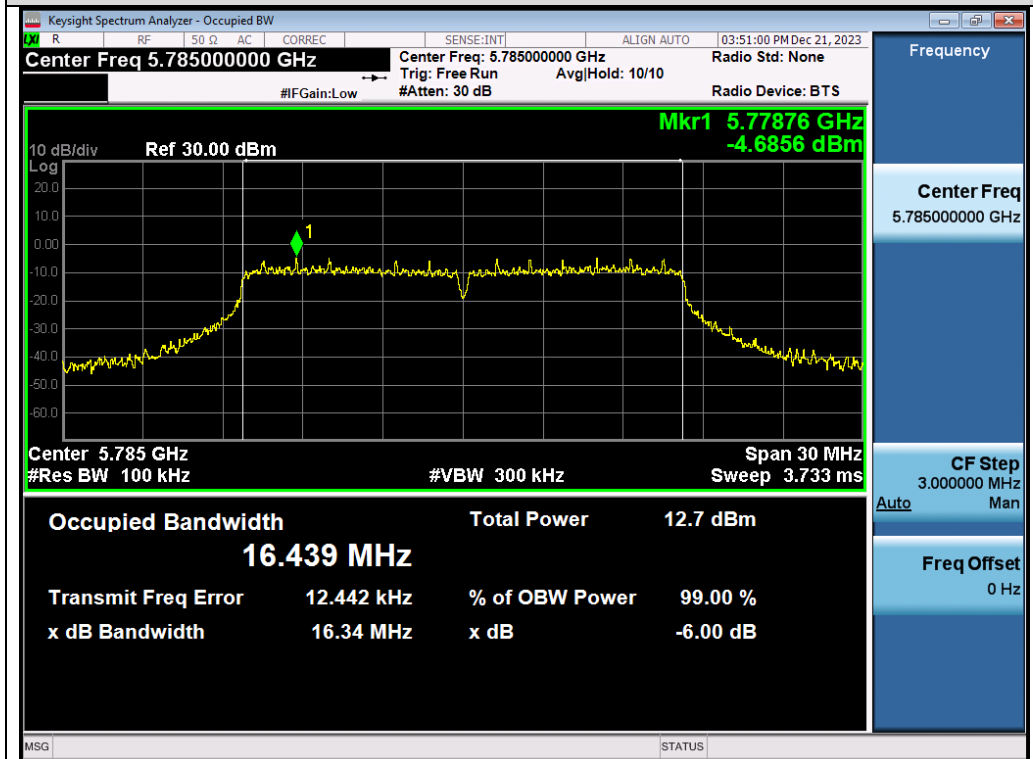 Keysight Spectrum Analyzer - Occupied BW
LXI R RF 50 Ω AC CORREC SENSE:INT ALIGN AUTO 03:51:00 PM Dec 21, 2023
Center Freq 5.785000000 GHz
Center Freq: 5.785000000 GHz Radio Std: None
Trig: Free Run Avg|Hold: 10/10
#IFGain:Low #Atten: 30 dB Radio Device: BTS
Frequency
Mkr1 5.77876 GHz
-4.6856 dBm
10 dB/div Ref 30.00 dBm
Log
20.0
10.0
0.00
-10.0
-20.0
-30.0
-40.0
-50.0
-60.0
1
Center 5.785 GHz Span 30 MHz
#Res BW 100 kHz #VBW 300 kHz Sweep 3.733 ms
Center Freq
5.785000000 GHz
CF Step
3.000000 MHz
Auto Man
Freq Offset
0 Hz
Occupied Bandwidth Total Power 12.7 dBm
16.439 MHz
Transmit Freq Error 12.442 kHz % of OBW Power 99.00 %
x dB Bandwidth 16.34 MHz x dB -6.00 dB
MSG STATUS